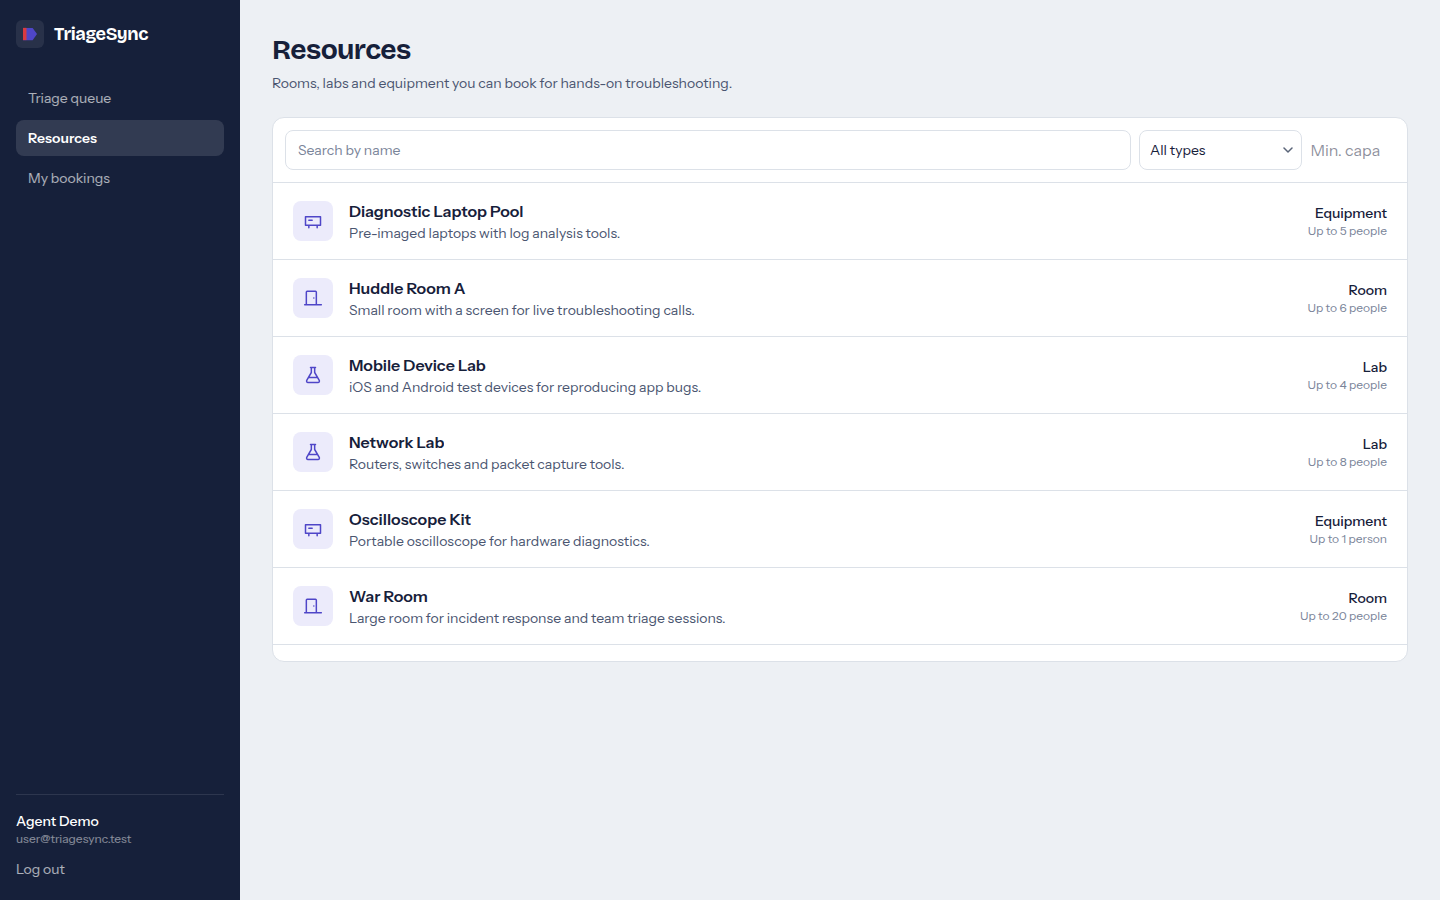 TriageSync
Triage queue
Resources
My bookings
Agent Demo
user@triagesync.test
Log out
Resources
Rooms, labs and equipment you can book for hands-on troubleshooting.
Search by name
All types
Min. capa
Diagnostic Laptop Pool
Pre-imaged laptops with log analysis tools.
Equipment
Up to 5 people
Huddle Room A
Small room with a screen for live troubleshooting calls.
Room
Up to 6 people
Mobile Device Lab
iOS and Android test devices for reproducing app bugs.
Lab
Up to 4 people
Network Lab
Routers, switches and packet capture tools.
Lab
Up to 8 people
Oscilloscope Kit
Portable oscilloscope for hardware diagnostics.
Equipment
Up to 1 person
War Room
Large room for incident response and team triage sessions.
Room
Up to 20 people